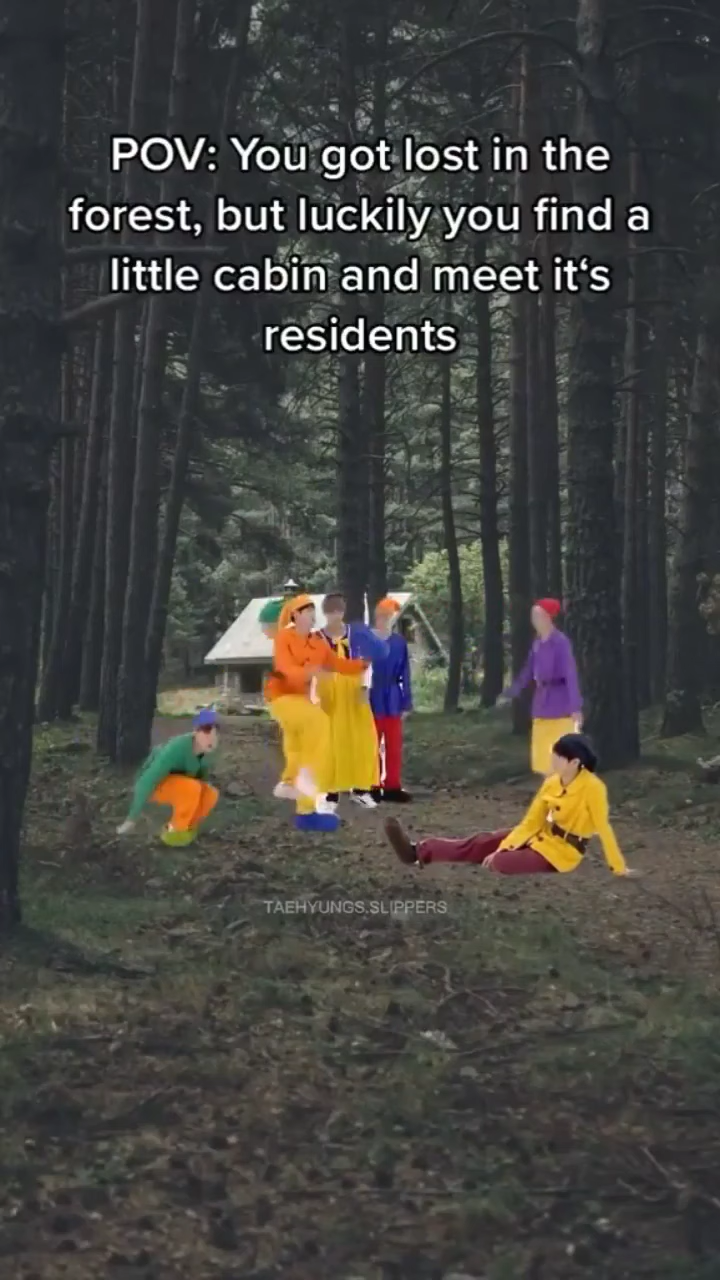 POV: You got lost in the
forest, but luckily you find a
little cabin and meet it‘s
residents
TAEHYUNGS.SLIPPERS